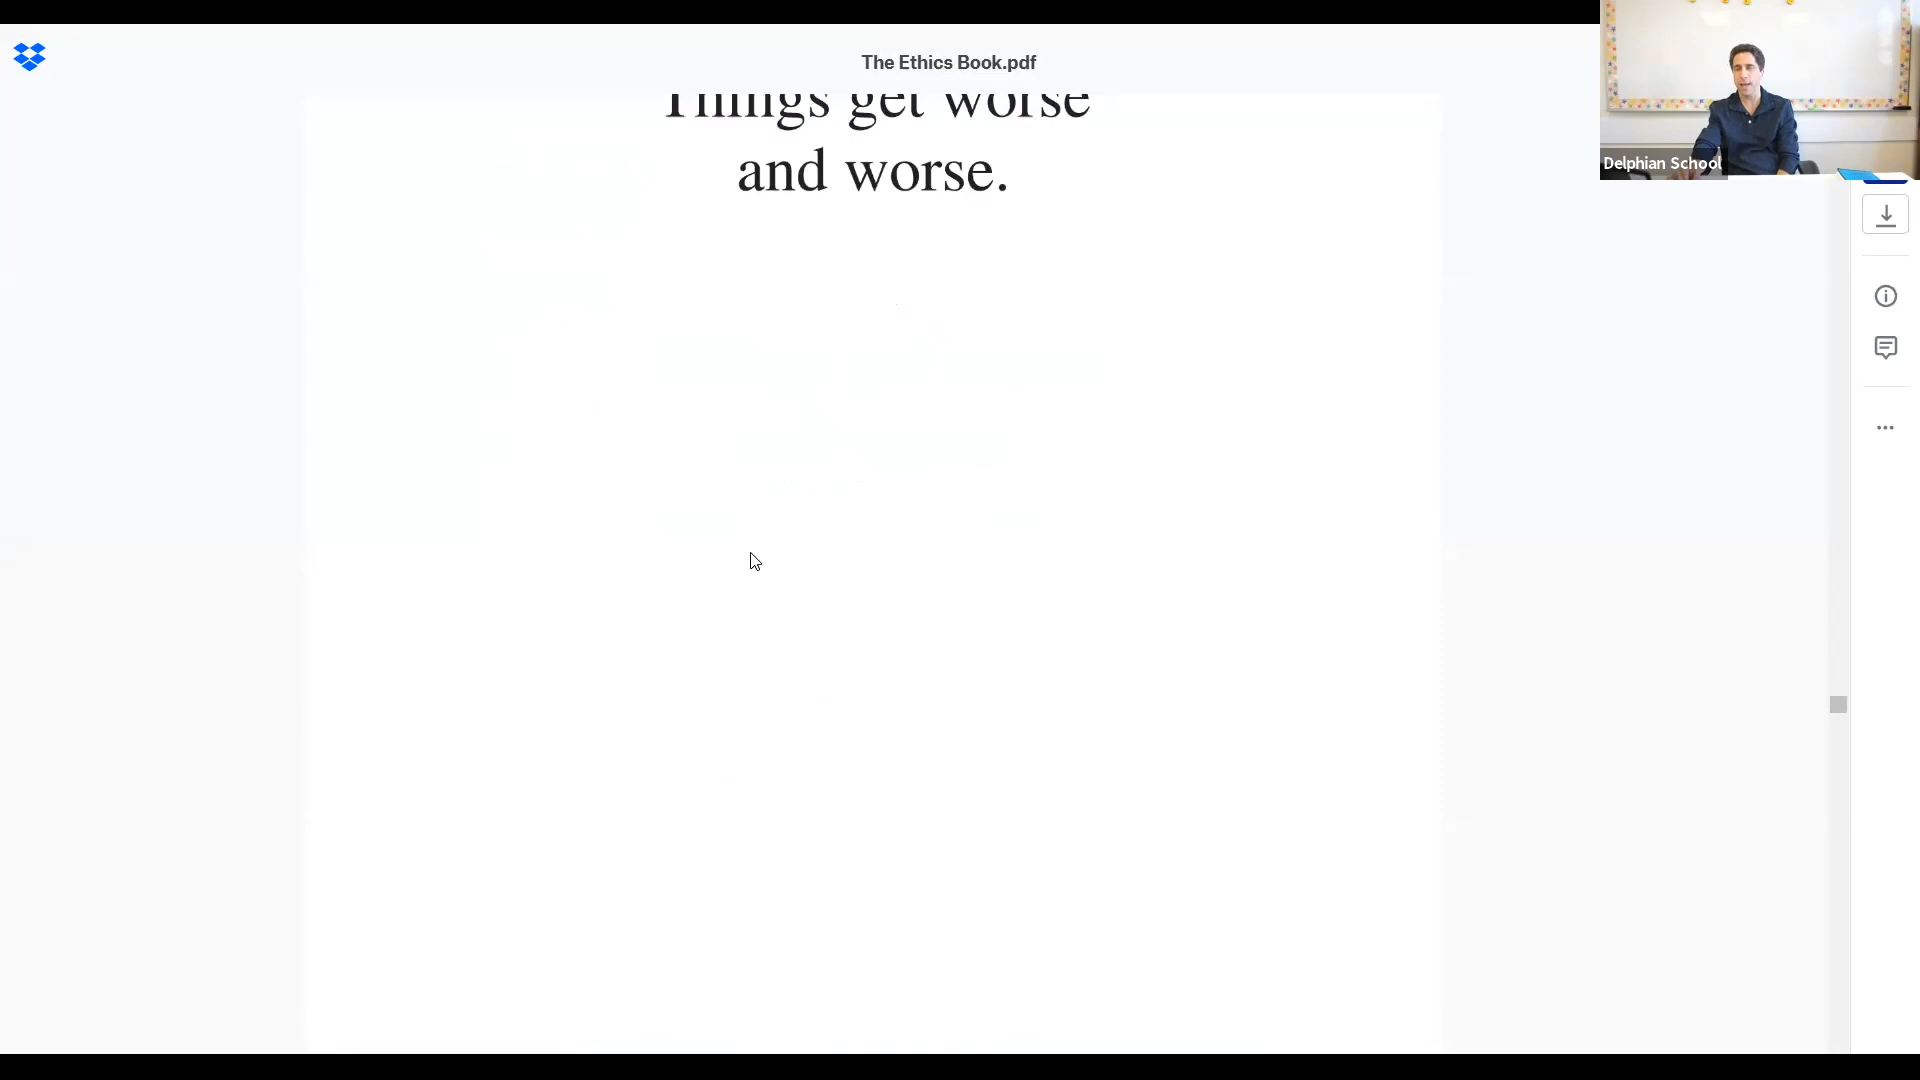 The Ethics Book.pdf
Things get worse
and worse.
Delphian School